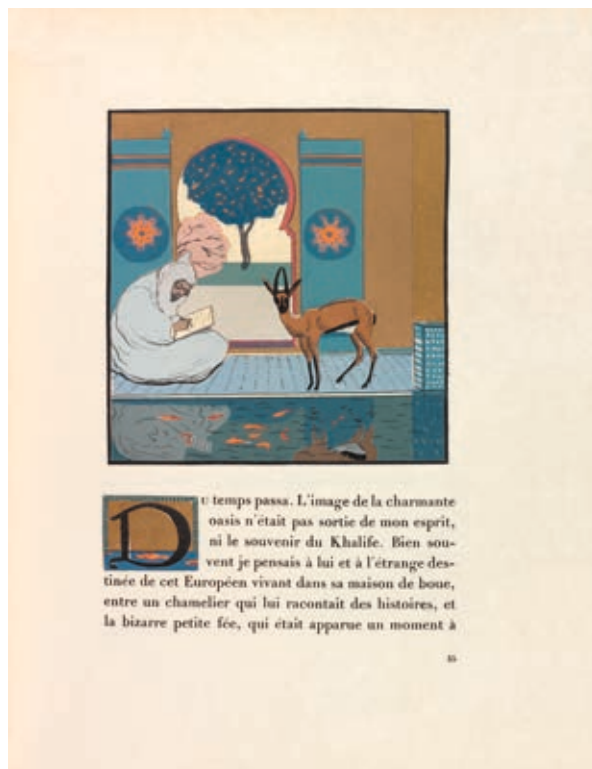 DU temps passa. L'image de la charmante
oasis n'était pas sortie de mon esprit,
ni le souvenir du Khalife. Bien sou-
vent je pensais à lui et à l'étrange des-
tinée de cet Européen vivant dans sa maison de boue,
entre un chamelier qui lui racontait des histoires, et
la bizarre petite fée, qui était apparue un moment à